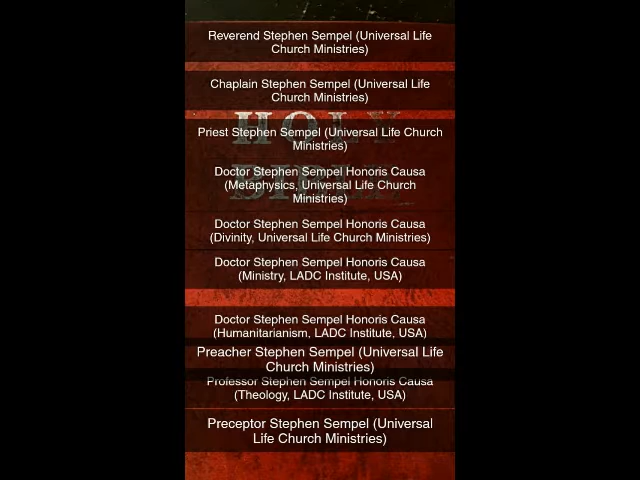 Reverend Stephen Sempel (Universal Life
Church Ministries)
Chaplain Stephen Sempel (Universal Life
Church Ministries)
HOLY
Priest Stephen Sempel (Universal Life Church
Ministries)
BIBLE
Doctor Stephen Sempel Honoris Causa
(Metaphysics, Universal Life Church
Ministries)
Doctor Stephen Sempel Honoris Causa
(Divinity, Universal Life Church Ministries)
Doctor Stephen Sempel Honoris Causa
(Ministry, LADC Institute, USA)
Doctor Stephen Sempel Honoris Causa
(Humanitarianism, LADC Institute, USA)
Preacher Stephen Sempel (Universal Life
Church Ministries)
Professor Stephen Sempel Honoris Causa
(Theology, LADC Institute, USA)
Preceptor Stephen Sempel (Universal
Life Church Ministries)